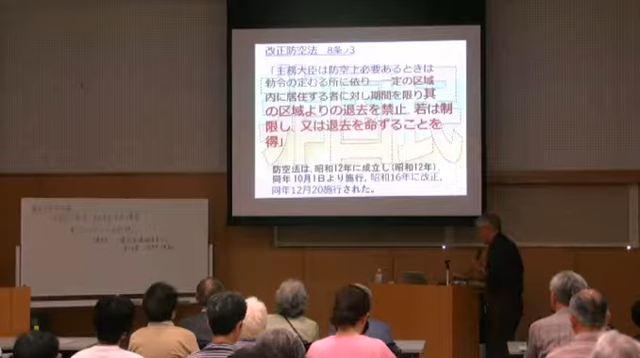 改正防空法　8条ノ3
「主務大臣は防空上必要あるときは
勅令の定むる所に依り、一定の区域
内に居住する者に対し期間を限り其
の区域よりの退去を禁止、若は制
限し、又は退去を命ずることを
得」
非国民
防空法は、昭和12年に成立し(昭和12年)、
同年10月1日より施行、昭和16年に改正、
同年12月20施行された。